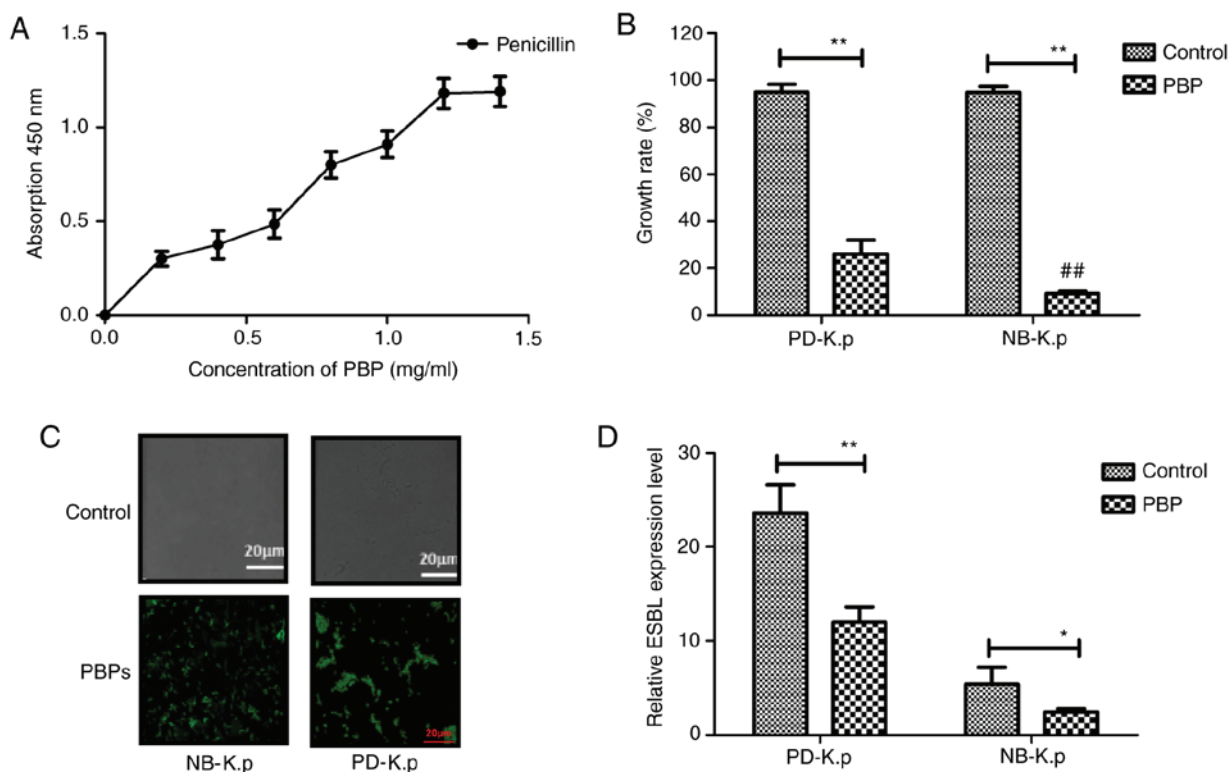 A
Penicillin
1.5
1.0
0.5
0.0
Absorption 450 nm
0.0
0.5
1.0
1.5
Concentration of PBP (mg/ml)
B
120
100
80
60
40
20
0
Growth rate (%)
**
**
##
Control
PBP
PD-K.p
NB-K.p
C
Control
20μm
20μm
PBPs
20μm
NB-K.p
PD-K.p
D
30
20
10
0
Relative ESBL expression level
**
*
Control
PBP
PD-K.p
NB-K.p